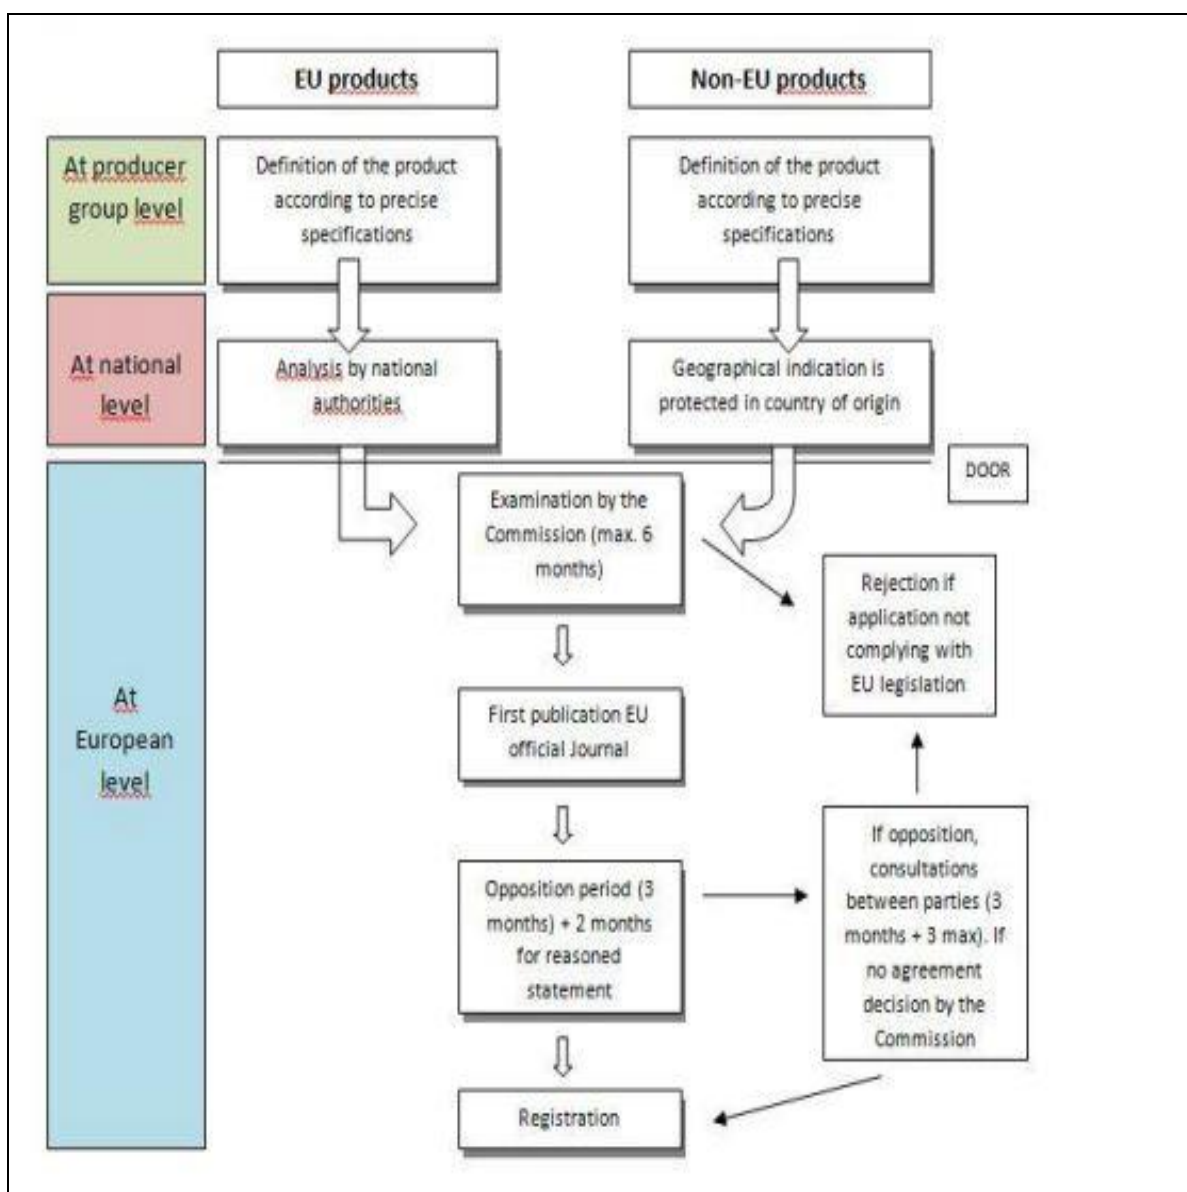 EU products
Non-EU products
At producer
group level
Definition of the product
according to precise
specifications
Definition of the product
according to precise
specifications
At national
level
Analysis by national
authorities
Geographical indication is
protected in country of origin
DOOR
At
European
level
Examination by the
Commission (max. 6
months)
Rejection if
application not
complying with
EU legislation
First publication EU
official Journal
Opposition period (3
months) + 2 months
for reasoned
statement
If opposition,
consultations
between parties (3
months + 3 max). If
no agreement
decision by the
Commission
Registration